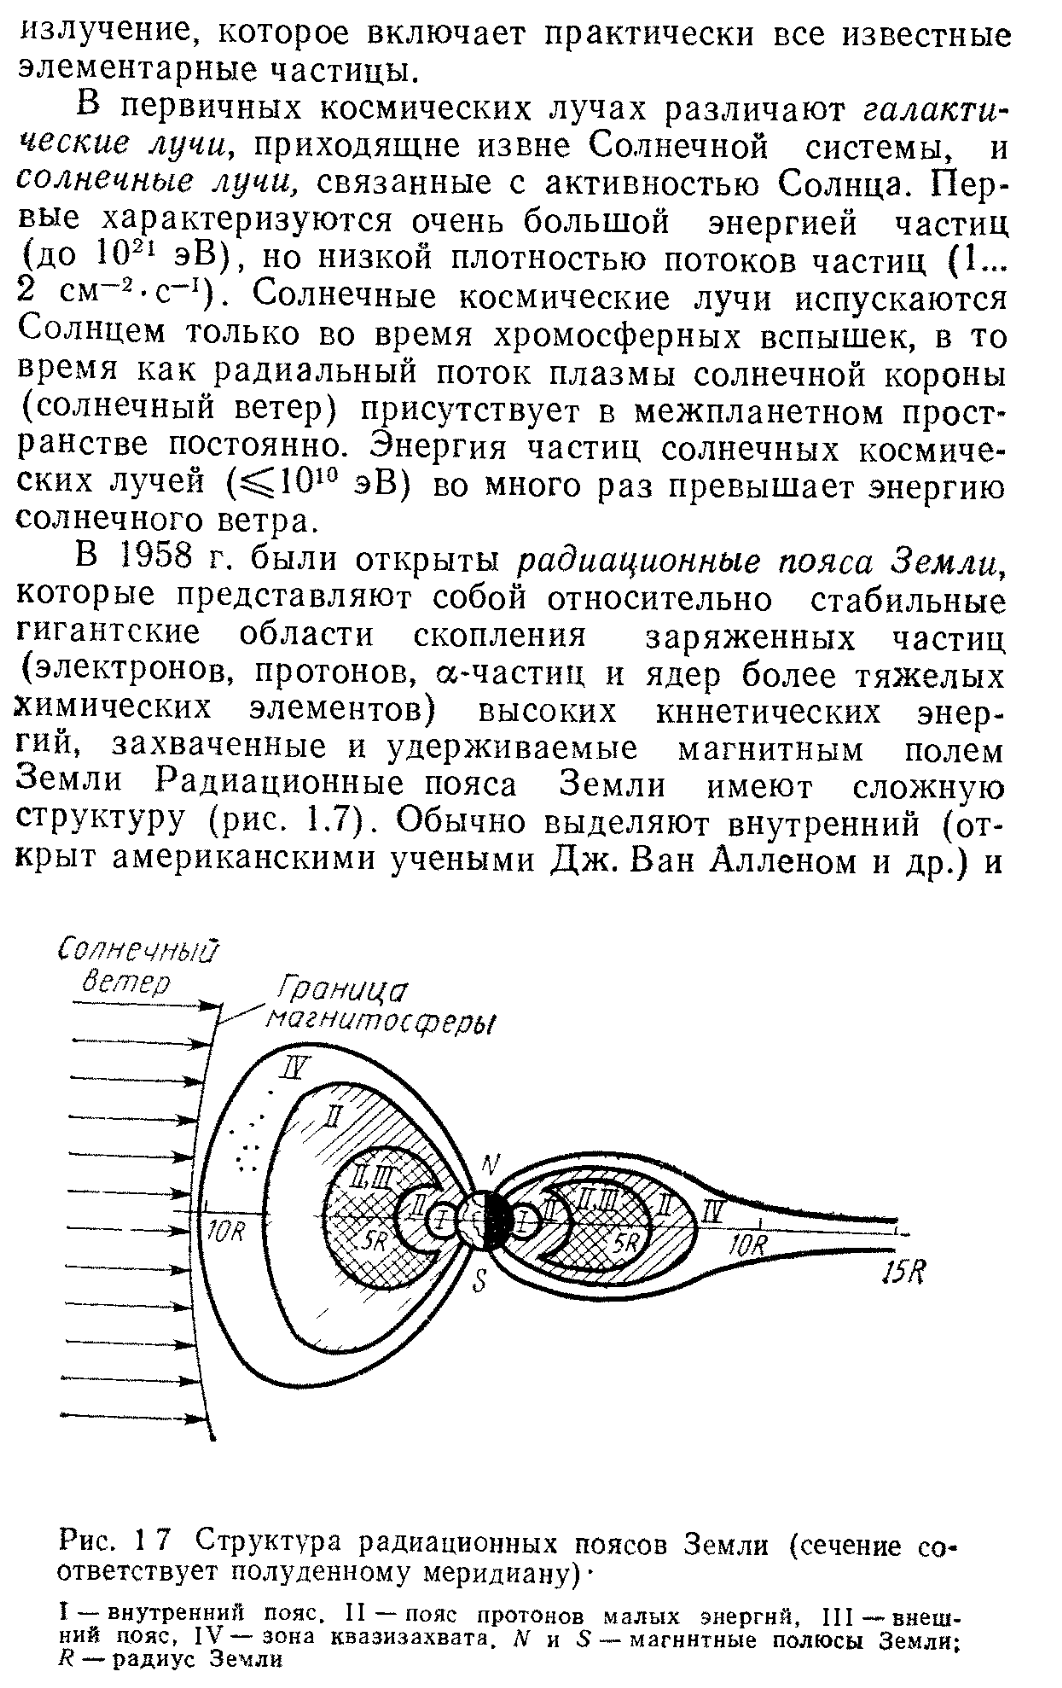 излучение, которое включает практически все известные
элементарные частицы.
В первичных космических лучах различают галакти-
ческие лучи, приходящне извне Солнечной системы, и
солнечные лучи, связанные с активностью Солнца. Пер-
вые характеризуются очень большой энергией частиц
(до 10²¹ эВ), но низкой плотностью потоков частиц (1...
2 см⁻²·с⁻¹). Солнечные космические лучи испускаются
Солнцем только во время хромосферных вспышек, в то
время как радиальный поток плазмы солнечной короны
(солнечный ветер) присутствует в межпланетном прост-
ранстве постоянно. Энергия частиц солнечных космиче-
ских лучей (⩽10¹⁰ эВ) во много раз превышает энергию
солнечного ветра.
В 1958 г. были открыты радиационные пояса Земли,
которые представляют собой относительно стабильные
гигантские области скопления заряженных частиц
(электронов, протонов, α-частиц и ядер более тяжелых
химических элементов) высоких кннетических энер-
гий, захваченные и удерживаемые магнитным полем
Земли Радиационные пояса Земли имеют сложную
структуру (рис. 1.7). Обычно выделяют внутренний (от-
крыт американскими учеными Дж. Ван Алленом и др.) и
Солнечный
ветер
Граница
магнитосферы
IV
II
II, III
II
I
5R
10R
N
S
I
II
II, III
II
IV
5R
10R
15R
Рис. 1 7 Структура радиационных поясов Земли (сечение со-
ответствует полуденному меридиану)·
I — внутренний пояс, II — пояс протонов малых энергий, III — внеш-
ний пояс, IV — зона квазизахвата, N и S — магнитные полюсы Земли;
R — радиус Земли